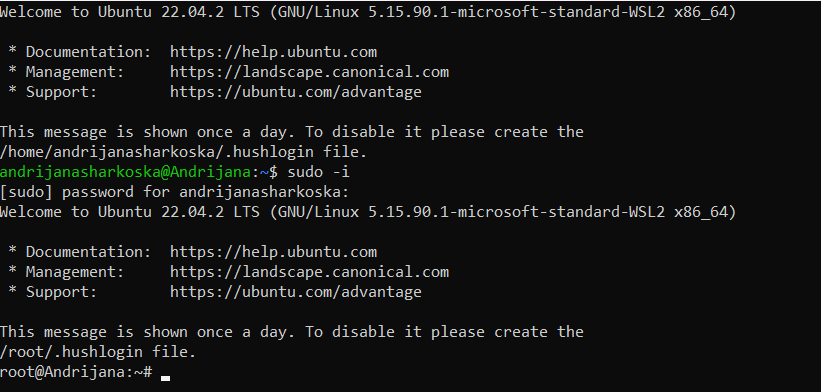 Welcome to Ubuntu 22.04.2 LTS (GNU/Linux 5.15.90.1-microsoft-standard-WSL2 x86_64)
* Documentation:  https://help.ubuntu.com
* Management:     https://landscape.canonical.com
* Support:        https://ubuntu.com/advantage
This message is shown once a day. To disable it please create the
/home/andrijanasharkoska/.hushlogin file.
andrijanasharkoska@Andrijana:~$ sudo -i
[sudo] password for andrijanasharkoska:
Welcome to Ubuntu 22.04.2 LTS (GNU/Linux 5.15.90.1-microsoft-standard-WSL2 x86_64)
* Documentation:  https://help.ubuntu.com
* Management:     https://landscape.canonical.com
* Support:        https://ubuntu.com/advantage
This message is shown once a day. To disable it please create the
/root/.hushlogin file.
root@Andrijana:~#